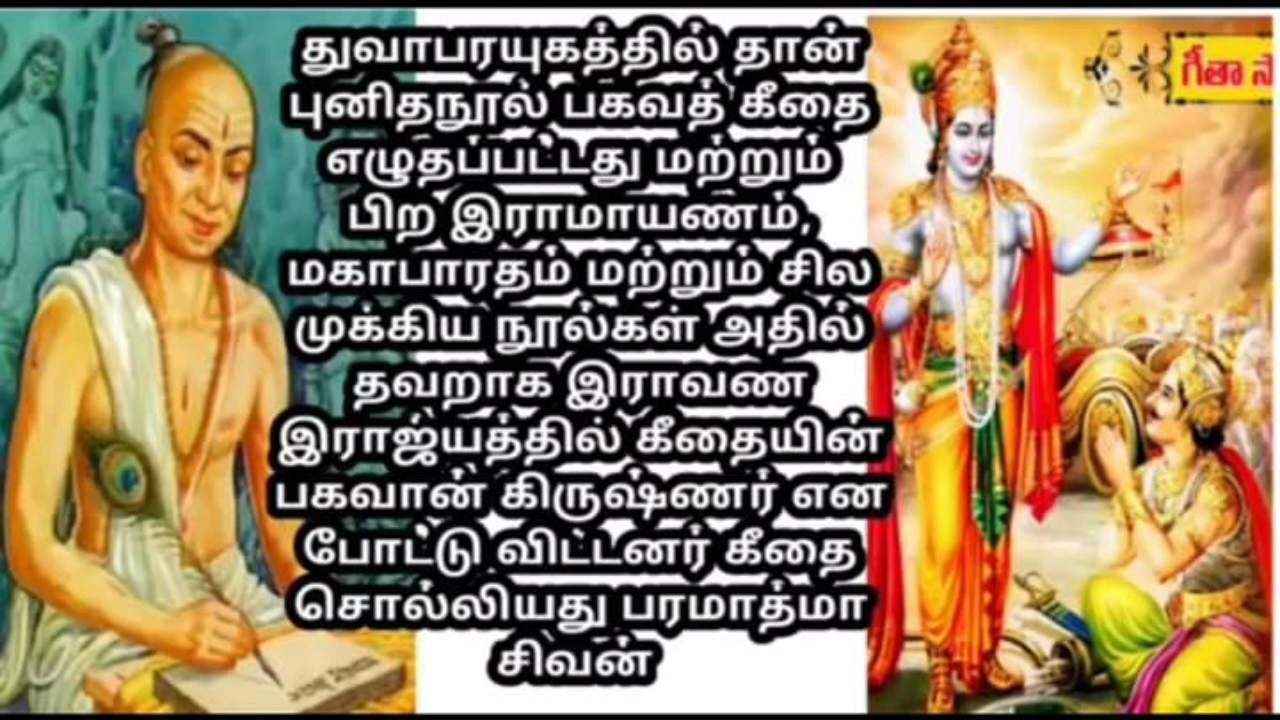 துவாபரயுகத்தில் தான்
புனிதநூல் பகவத் கீதை
எழுதப்பட்டது மற்றும்
பிற இராமாயணம்,
மகாபாரதம் மற்றும் சில
முக்கிய நூல்கள் அதில்
தவறாக இராவண
இராஜ்யத்தில் கீதையின்
பகவான் கிருஷ்ணர் என
போட்டு விட்டனர் கீதை
சொல்லியது பரமாத்மா
சிவன்
గీతా